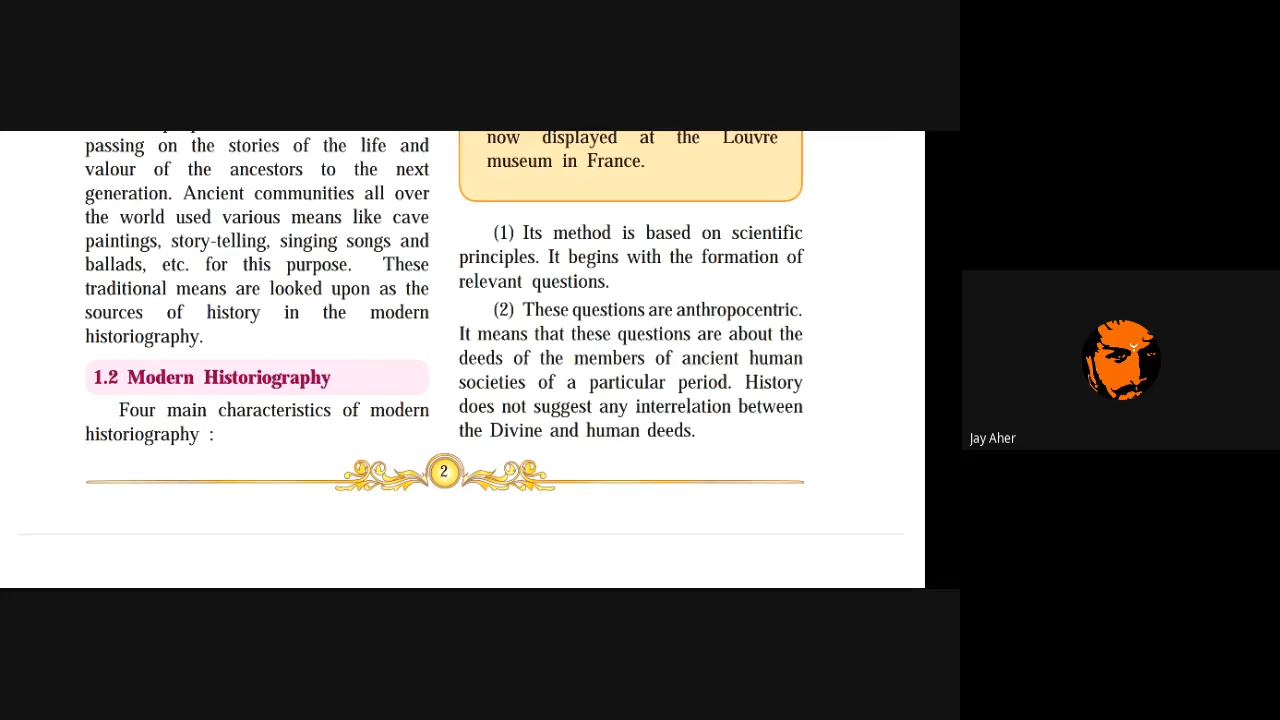 passing on the stories of the life and
valour of the ancestors to the next
generation. Ancient communities all over
the world used various means like cave
paintings, story-telling, singing songs and
ballads, etc. for this purpose. These
traditional means are looked upon as the
sources of history in the modern
historiography.
1.2 Modern Historiography
Four main characteristics of modern
historiography :
now displayed at the Louvre
museum in France.
(1) Its method is based on scientific
principles. It begins with the formation of
relevant questions.
(2) These questions are anthropocentric.
It means that these questions are about the
deeds of the members of ancient human
societies of a particular period. History
does not suggest any interrelation between
the Divine and human deeds.
2
Jay Aher